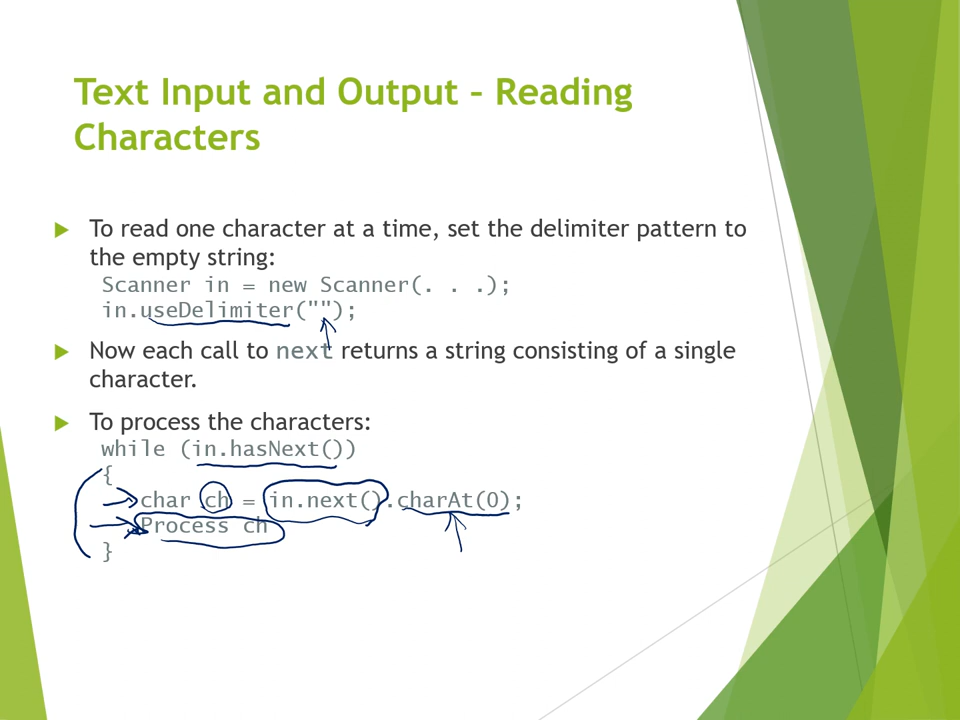 Text Input and Output – Reading
Characters
To read one character at a time, set the delimiter pattern to
the empty string:
Scanner in = new Scanner(. . .);
in.useDelimiter("");
Now each call to next returns a string consisting of a single
character.
To process the characters:
while (in.hasNext())
{
char ch = in.next().charAt(0);
Process ch
}